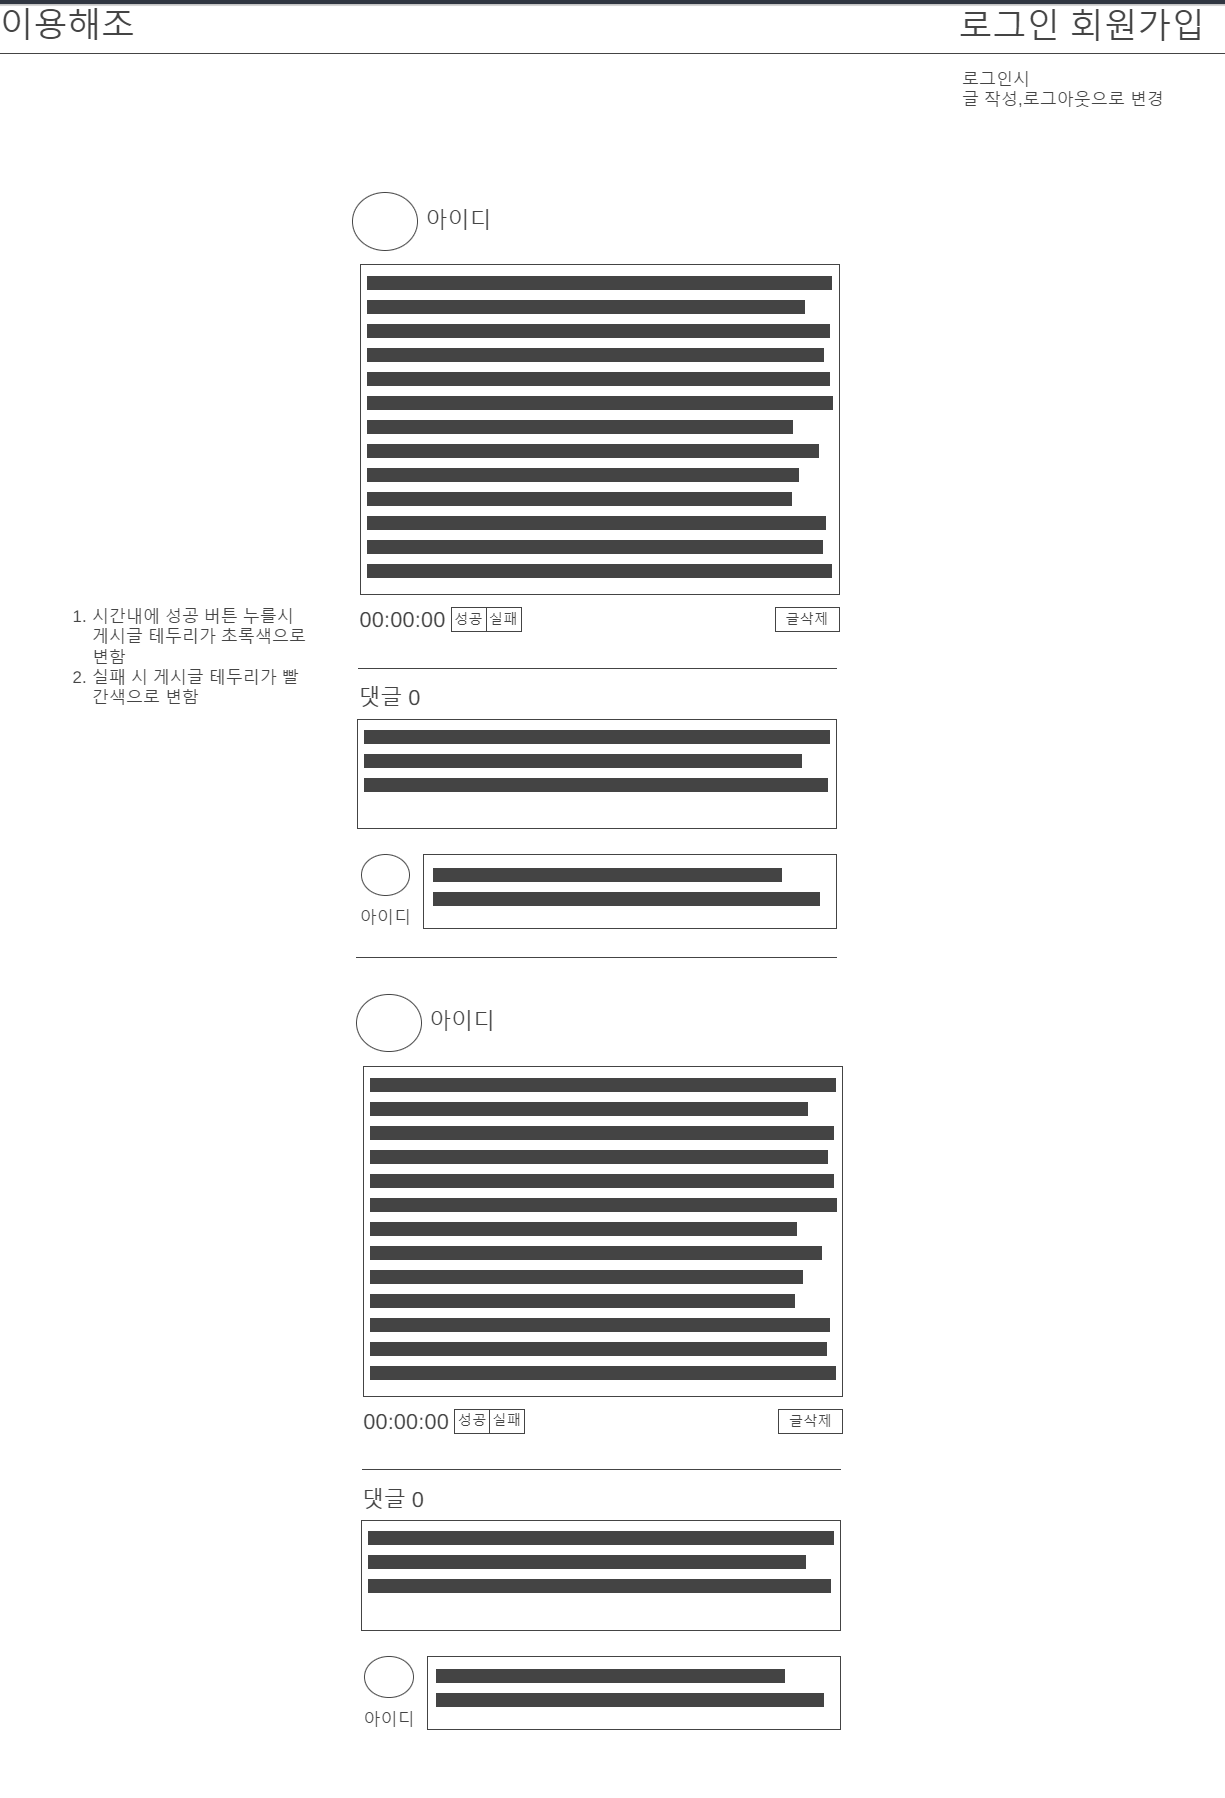 이용해조
로그인 회원가입
로그인시
글 작성,로그아웃으로 변경
아이디
00:00:00 성공 실패 글삭제
1. 시간내에 성공 버튼 누를시
게시글 테두리가 초록색으로
변함
2. 실패 시 게시글 테두리가 빨
간색으로 변함
댓글 0
아이디
아이디
00:00:00 성공 실패 글삭제
댓글 0
아이디